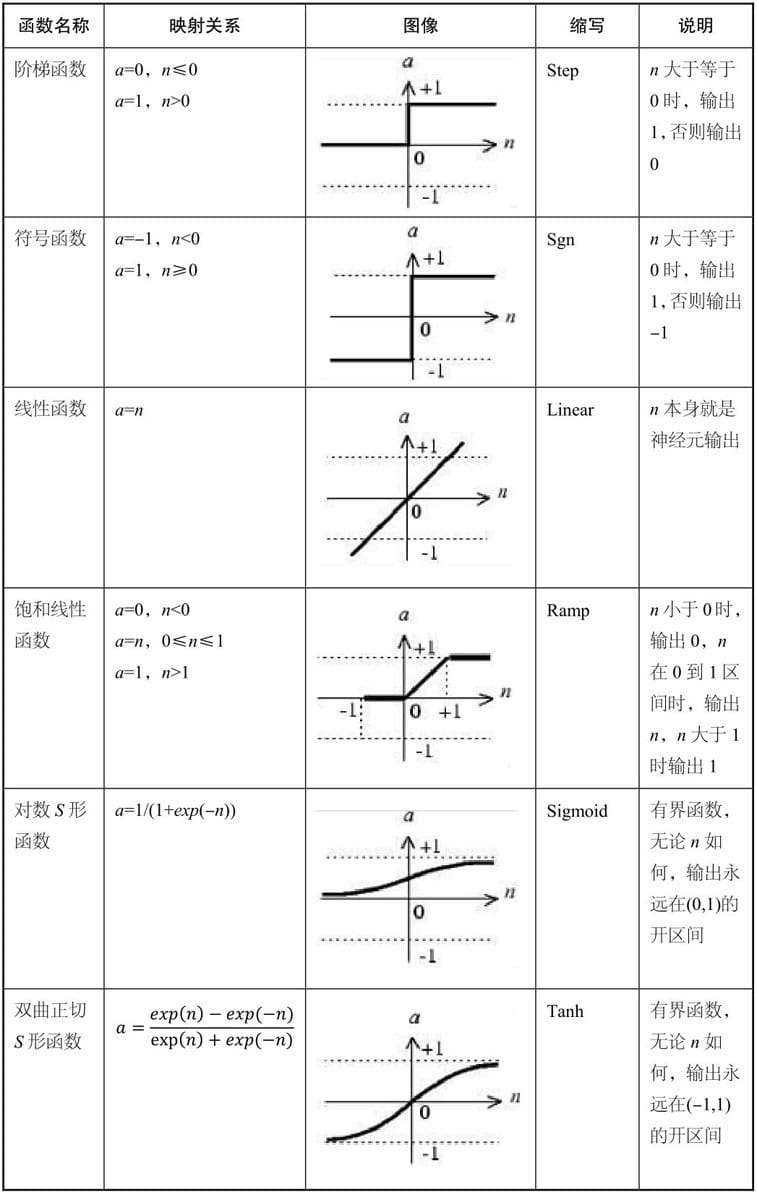 函数名称 映射关系 图像 缩写 说明
阶梯函数
a=0，n≤0
a=1，n>0
a
+1
n
0
-1
Step
n 大于等于
0 时，输出
1，否则输出
0
符号函数
a=–1，n<0
a=1，n≥0
a
+1
n
0
-1
Sgn
n 大于等于
0 时，输出
1，否则输出
–1
线性函数
a=n
a
+1
n
0
-1
Linear
n 本身就是
神经元输出
饱和线性
函数
a=0，n<0
a=n，0≤n≤1
a=1，n>1
a
+1
n
-1 0 +1
-1
Ramp
n 小于 0 时，
输出 0，n
在 0 到 1 区
间时，输出
n，n 大于 1
时输出 1
对数 S 形
函数
a=1/(1+exp(–n))
a
+1
n
0
-1
Sigmoid
有界函数，
无论 n 如
何，输出永
远在(0,1)的
开区间
双曲正切
S 形函数
a = exp(n) − exp(−n)
exp(n) + exp(−n)
a
+1
n
0
-1
Tanh
有界函数，
无论 n 如
何，输出永
远在(–1,1)
的开区间